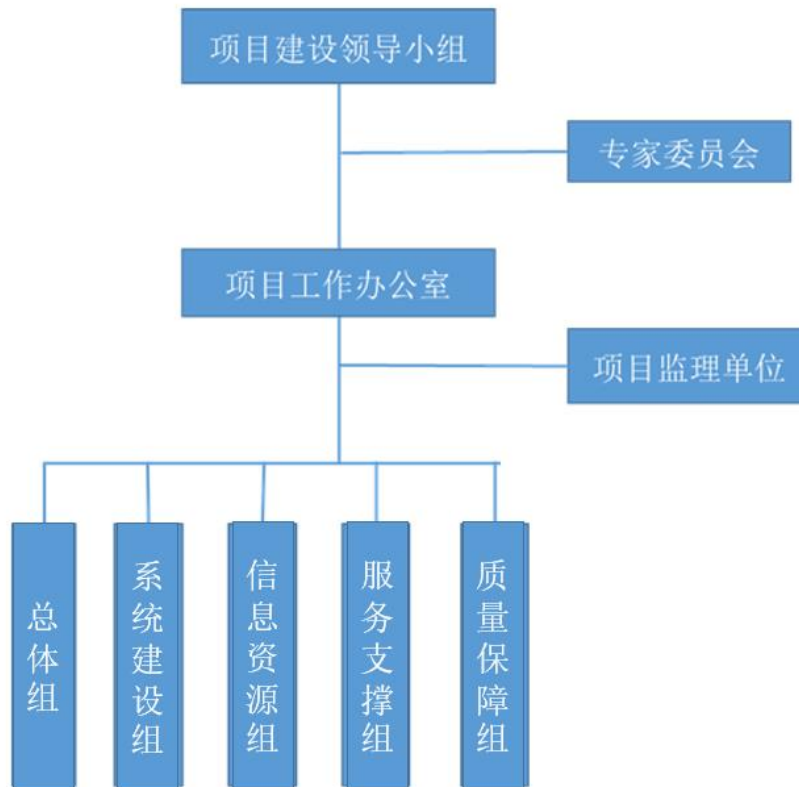 项目建设领导小组
专家委员会
项目工作办公室
项目监理单位
总体组
系统建设组
信息资源组
服务支撑组
质量保障组